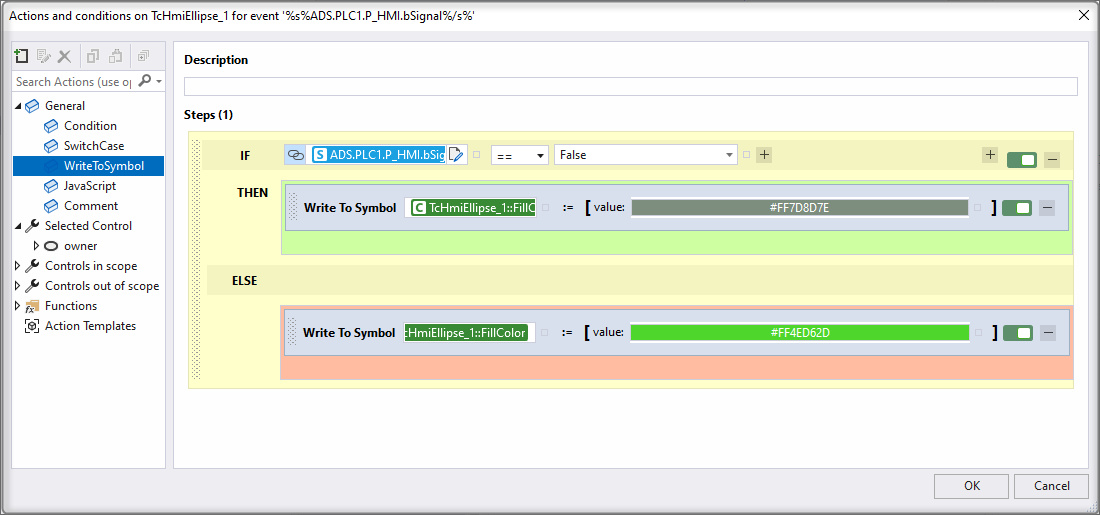 Actions and conditions on TcHmiEllipse_1 for event '%s%ADS.PLC1.P_HMI.bSignal%/s%'
Search Actions (use o
General
Condition
SwitchCase
WriteToSymbol
JavaScript
Comment
Selected Control
owner
Controls in scope
Controls out of scope
Functions
Action Templates
Description
Steps (1)
IF S ADS.PLC1.P_HMI.bSig == False
THEN
Write To Symbol C TcHmiEllipse_1::FillC := [ value: #FF7D8D7E ]
ELSE
Write To Symbol :HmiEllipse_1::FillColor := [ value: #FF4ED62D ]
OK Cancel